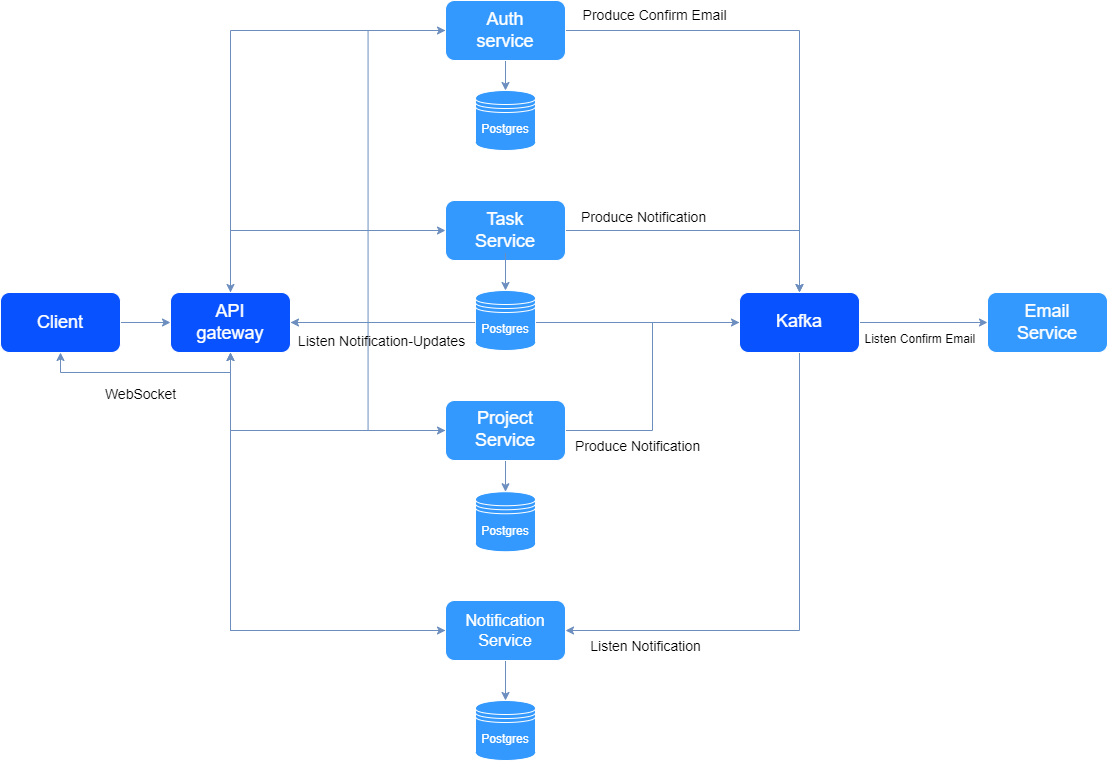 Auth
service
Produce Confirm Email
Postgres
Task
Service
Produce Notification
Client
API
gateway
Listen Notification-Updates
Postgres
Kafka
Listen Confirm Email
Email
Service
WebSocket
Project
Service
Produce Notification
Postgres
Notification
Service
Listen Notification
Postgres